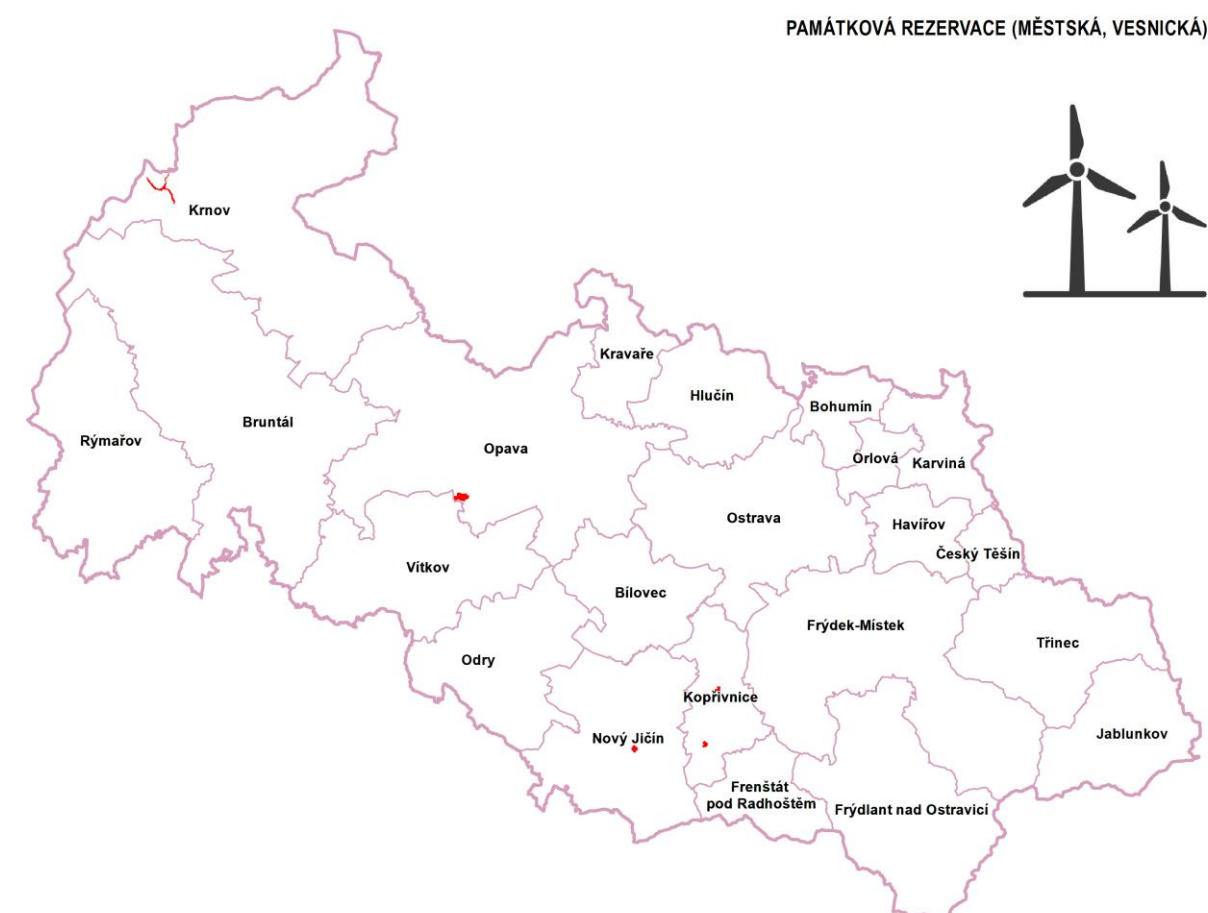 PAMÁTKOVÁ REZERVACE (MĚSTSKÁ, VESNICKÁ)
Krnov
Kravaře
Hlučín
Bohumín
Rýmařov
Bruntál
Opava
Orlová
Karviná
Ostrava
Havířov
Český Těšín
Vítkov
Bílovec
Frýdek-Místek
Třinec
Odry
Kopřivnice
Nový Jičín
Jablunkov
Frenštát
pod Radhoštěm
Frýdlant nad Ostravicí